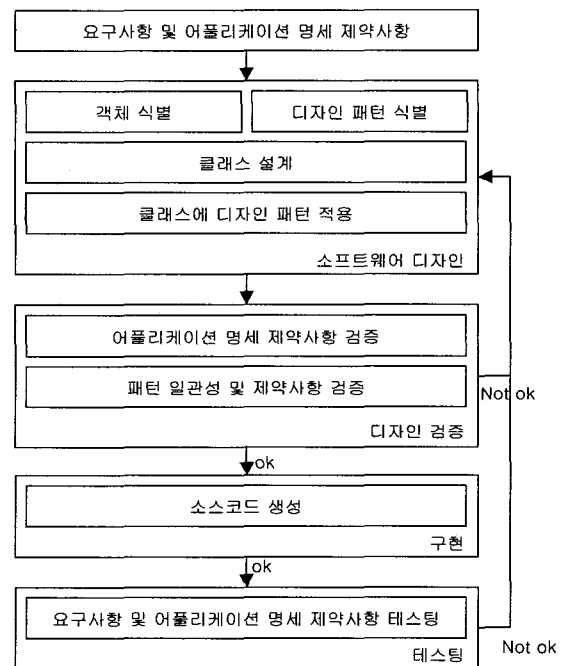 요구사항 및 어플리케이션 명세 제약사항
객체 식별
디자인 패턴 식별
클래스 설계
클래스에 디자인 패턴 적용
소프트웨어 디자인
어플리케이션 명세 제약사항 검증
패턴 일관성 및 제약사항 검증
Not ok
디자인 검증
ok
소스코드 생성
구현
ok
요구사항 및 어플리케이션 명세 제약사항 테스팅
Not ok
테스팅